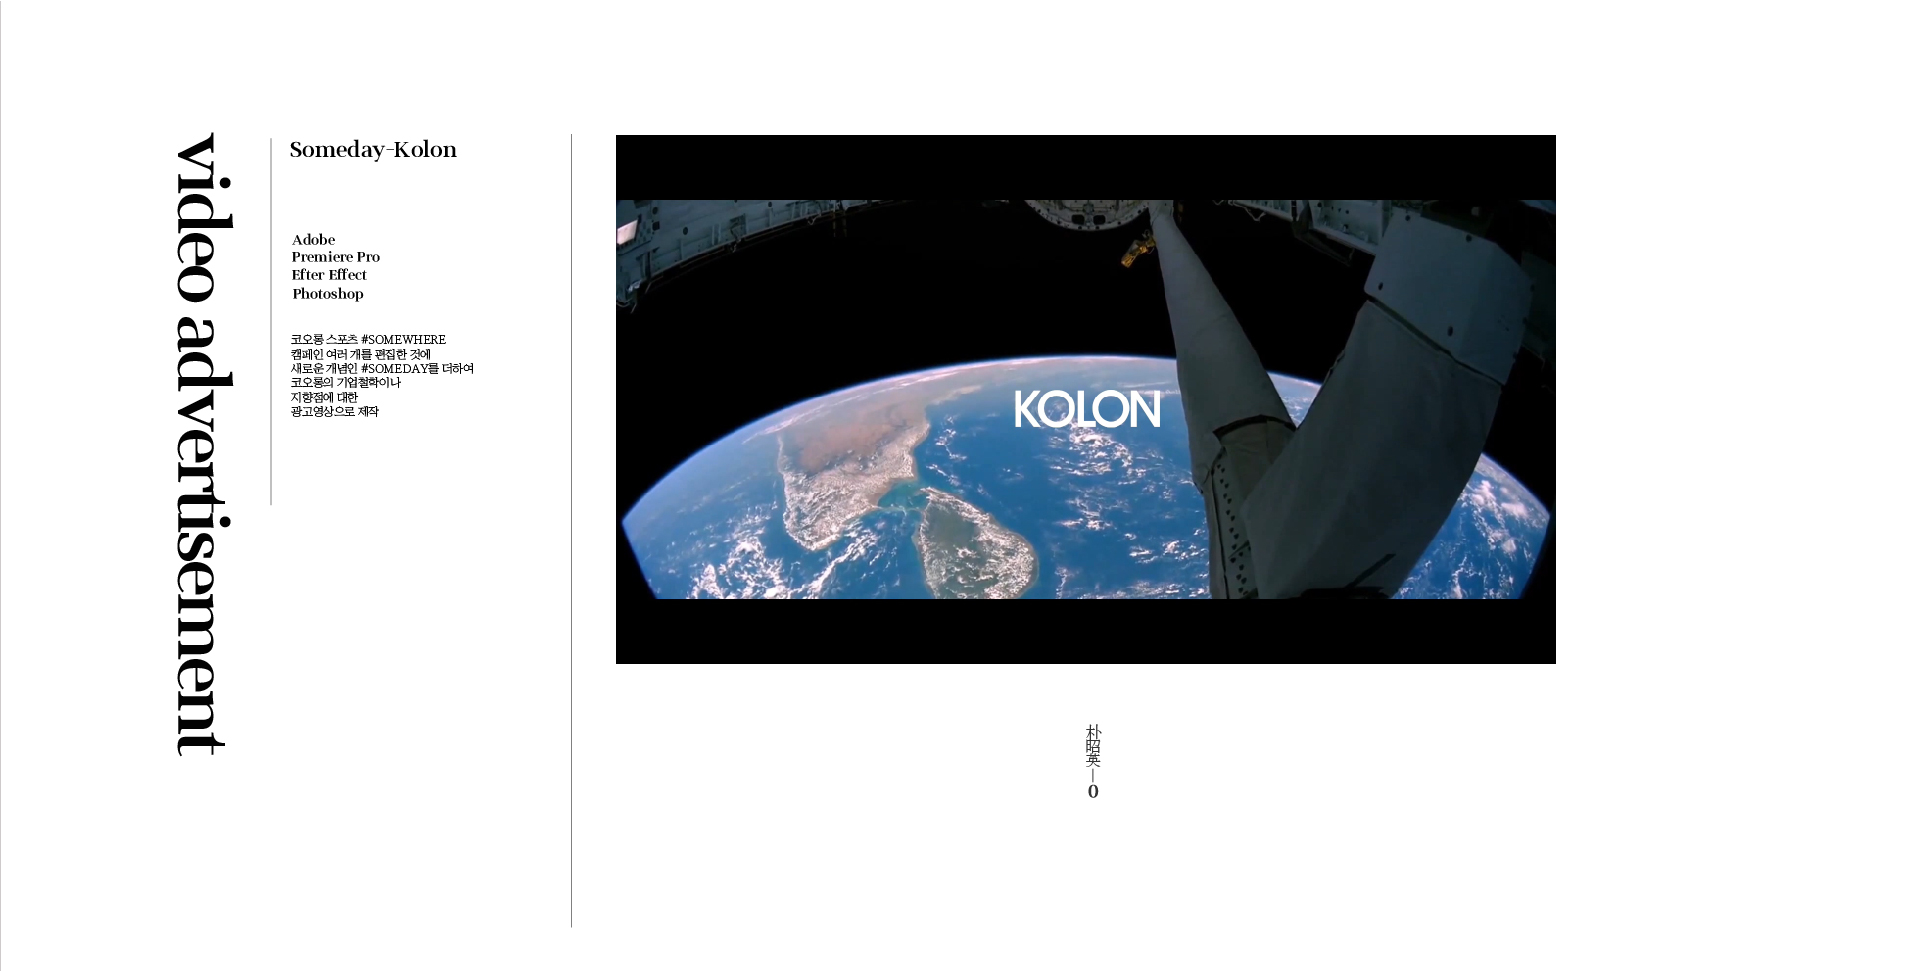 video advertisement
Someday-Kolon
Adobe
Premiere Pro
Efter Effect
Photoshop
코오롱 스포츠 #SOMEWHERE
캠페인 여러 개를 편집한 것에
새로운 개념인 #SOMEDAY를 더하여
코오롱의 기업철학이나
지향점에 대한
광고영상으로 제작
KOLON
朴昭英—0